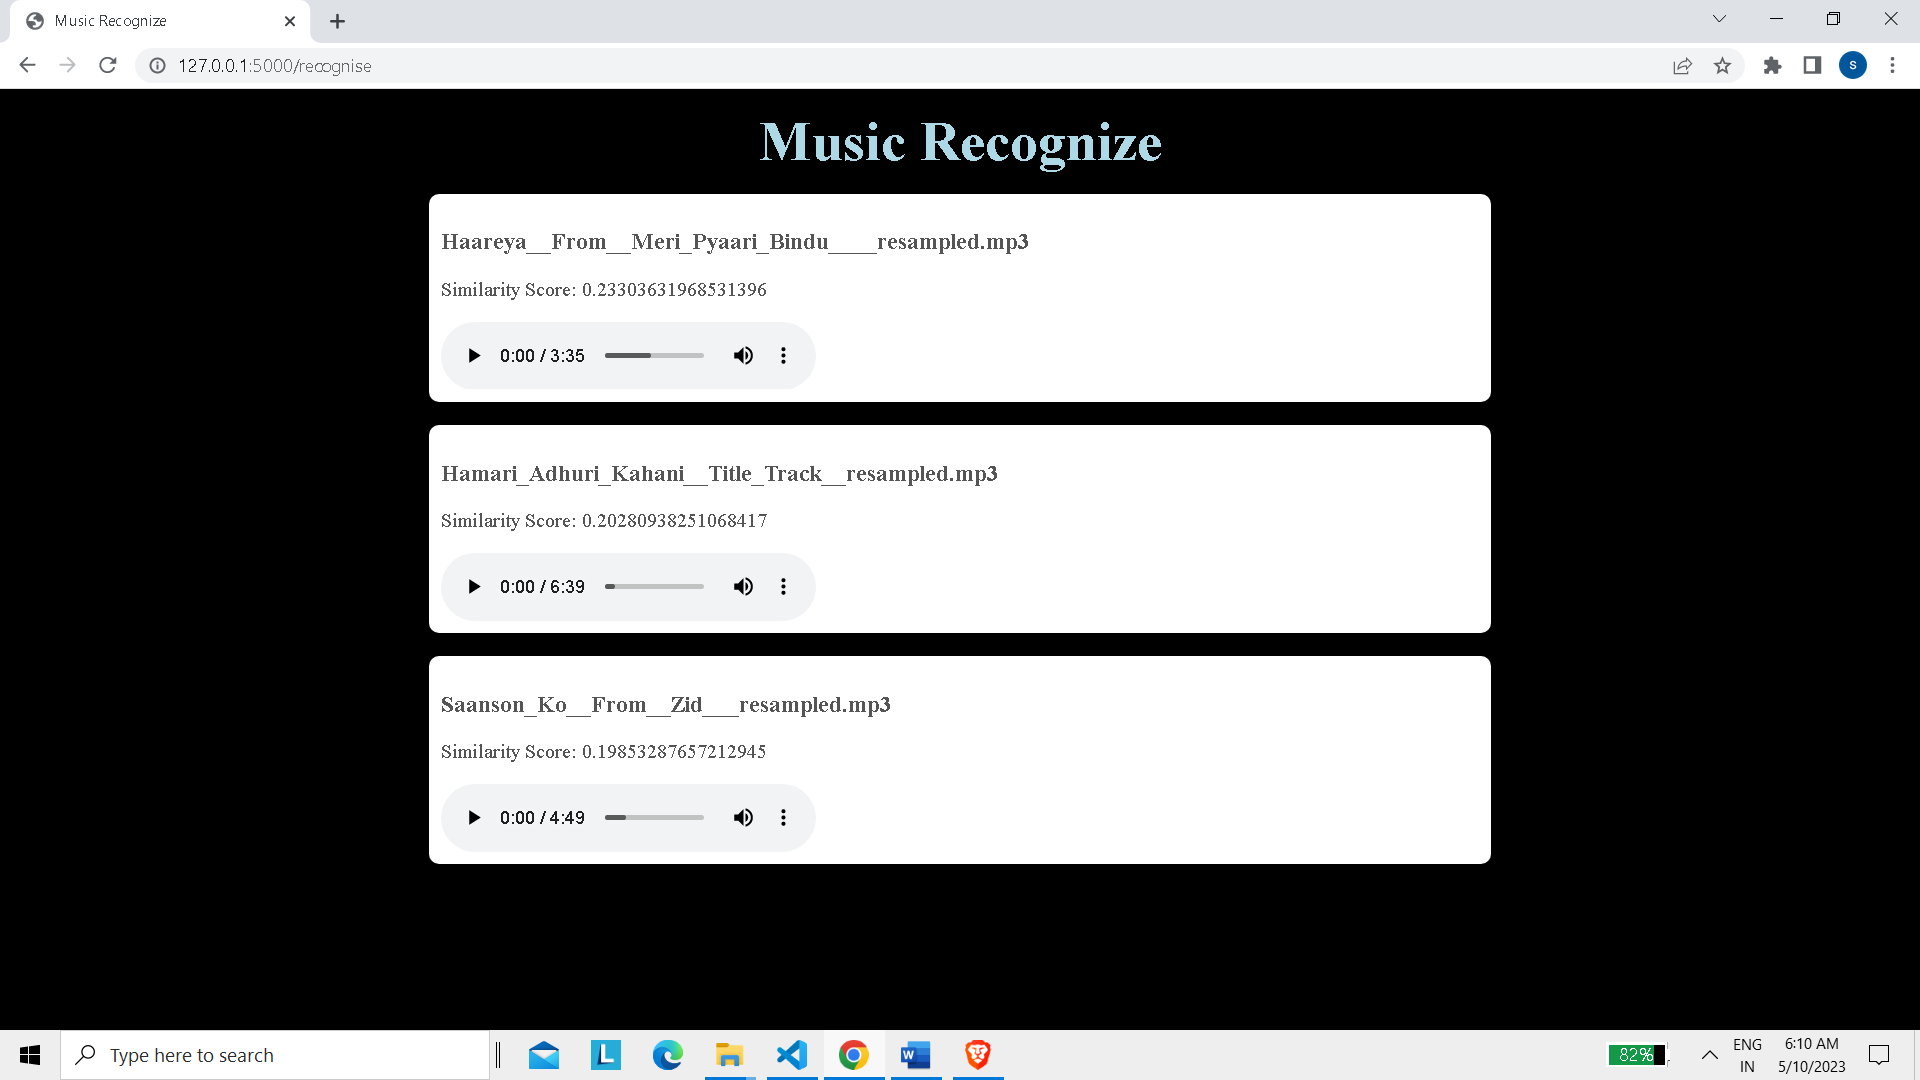 Music Recognize
127.0.0.1:5000/recognise
S
Music Recognize
Haareya__From__Meri_Pyaari_Bindu____resampled.mp3
Similarity Score: 0.23303631968531396
0:00 / 3:35
Hamari_Adhuri_Kahani__Title_Track__resampled.mp3
Similarity Score: 0.20280938251068417
0:00 / 6:39
Saanson_Ko__From__Zid___resampled.mp3
Similarity Score: 0.19853287657212945
0:00 / 4:49
Type here to search
L
W
82%
ENG
IN
6:10 AM
5/10/2023